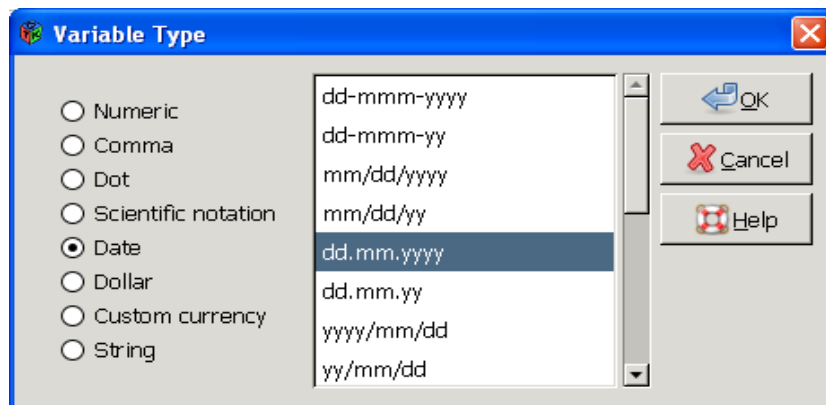 Variable Type
Numeric
Comma
Dot
Scientific notation
Date
Dollar
Custom currency
String
dd-mmm-yyyy
dd-mmm-yy
mm/dd/yyyy
mm/dd/yy
dd.mm.yyyy
dd.mm.yy
yyyy/mm/dd
yy/mm/dd
OK
Cancel
Help